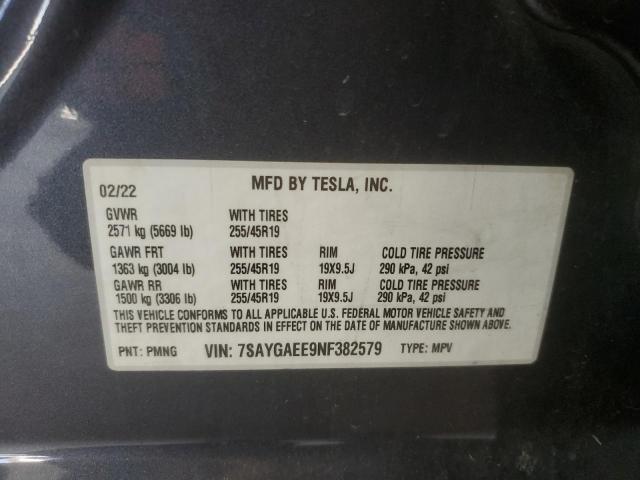 02/22 MFD BY TESLA, INC.
GVWR WITH TIRES
2571 kg (5669 lb) 255/45R19
GAWR FRT WITH TIRES RIM COLD TIRE PRESSURE
1363 kg (3004 lb) 255/45R19 19X9.5J 290 kPa, 42 psi
GAWR RR WITH TIRES RIM COLD TIRE PRESSURE
1500 kg (3306 lb) 255/45R19 19X9.5J 290 kPa, 42 psi
THIS VEHICLE CONFORMS TO ALL APPLICABLE U.S. FEDERAL MOTOR VEHICLE SAFETY AND
THEFT PREVENTION STANDARDS IN EFFECT ON THE DATE OF MANUFACTURE SHOWN ABOVE.
PNT: PMNG VIN: 7SAYGAEE9NF382579 TYPE: MPV